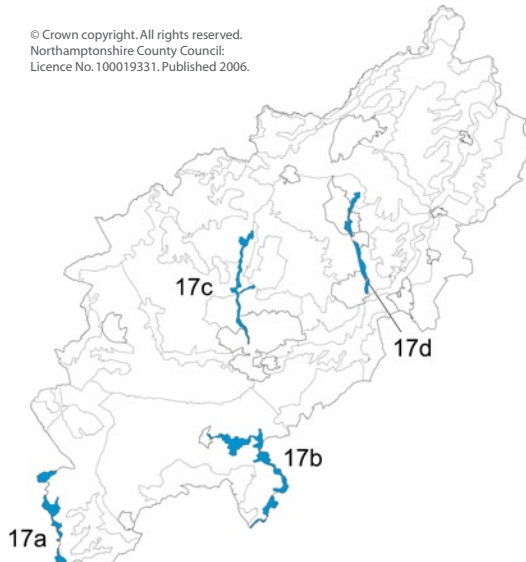 © Crown copyright. All rights reserved.
Northamptonshire County Council:
Licence No. 100019331. Published 2006.
17c
17d
17b
17a